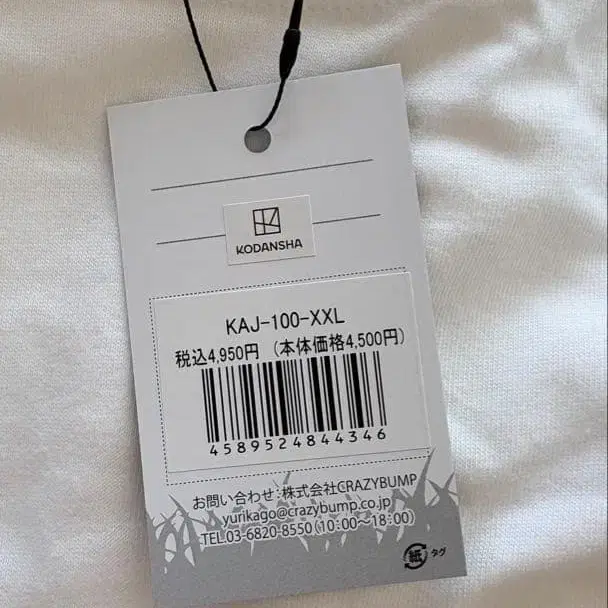 KODANSHA
KAJ-100-XXL
税込4,950円 (本体価格4,500円)
4589524844346
お問い合わせ:株式会社CRAZYBUMP
yurikago@crazybump.co.jp
TEL.03-6820-8550(10:00〜18:00)
紙 タグ